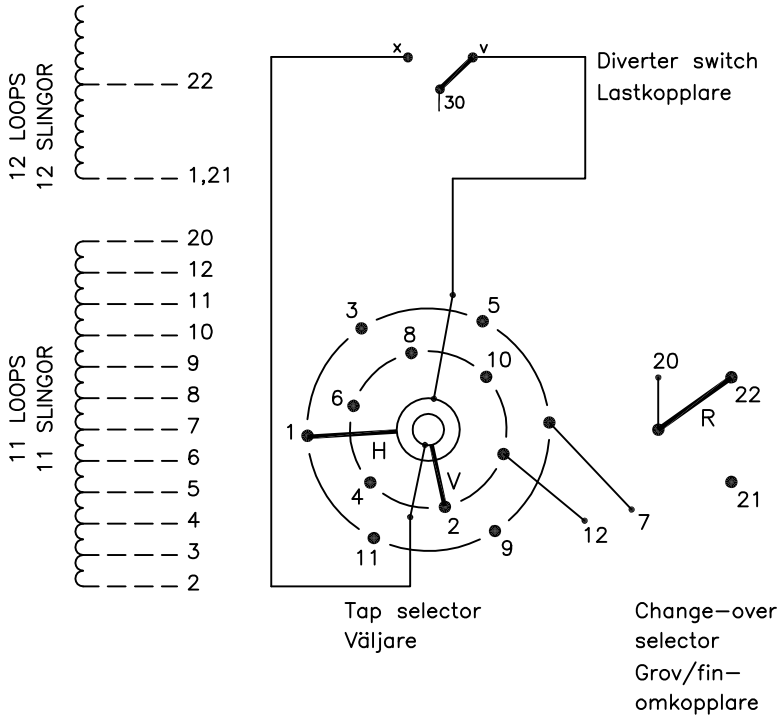 12 LOOPS
12 SLINGOR
22
1,21
20
12
11
10
9
8
7
6
5
4
3
2
11 LOOPS
11 SLINGOR
x
v
30
Diverter switch
Lastkopplare
3
5
8
10
6
1
H
V
4
2
11
9
12
7
20
22
R
21
Tap selector
Väljare
Change-over
selector
Grov/fin-
omkopplare